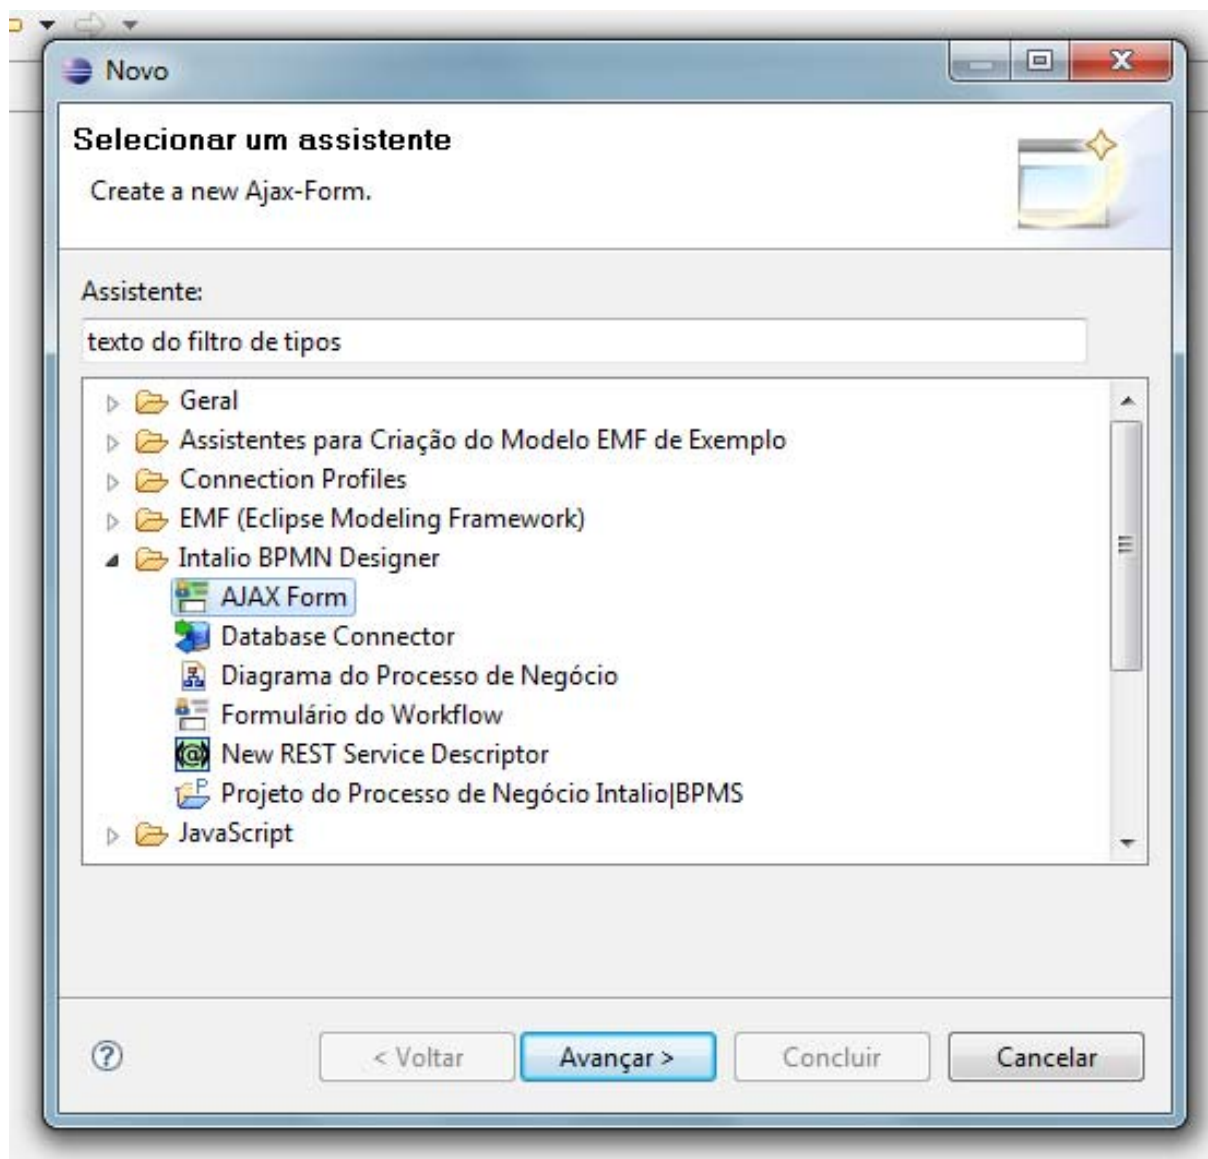 Novo
Selecionar um assistente
Create a new Ajax-Form.
Assistente:
texto do filtro de tipos
Geral
Assistentes para Criação do Modelo EMF de Exemplo
Connection Profiles
EMF (Eclipse Modeling Framework)
Intalio BPMN Designer
AJAX Form
Database Connector
Diagrama do Processo de Negócio
Formulário do Workflow
New REST Service Descriptor
Projeto do Processo de Negócio Intalio|BPMS
JavaScript
< Voltar Avançar > Concluir Cancelar